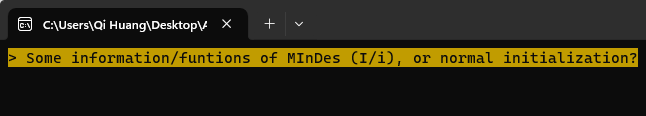 C:\Users\Qi Huang\Desktop\A
> Some information/funtions of MInDes (I/i), or normal initialization?